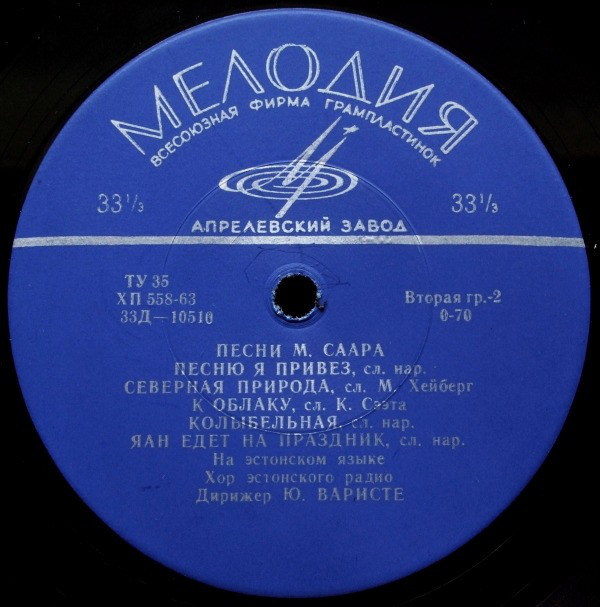 МЕЛОДИЯ
ВСЕСОЮЗНАЯ ФИРМА ГРАМПЛАСТИНОК
33⅓ 33⅓
АПРЕЛЕВСКИЙ ЗАВОД
ТУ 35
ХП 558-63
33Д—10510
Вторая гр.-2
0-70
ПЕСНИ М. СААРА
ПЕСНЮ Я ПРИВЕЗ, сл. нар.
СЕВЕРНАЯ ПРИРОДА, сл. М. Хейберг
К ОБЛАКУ, сл. К. Сээта
КОЛЫБЕЛЬНАЯ, сл. нар.
ЯАН ЕДЕТ НА ПРАЗДНИК, сл. нар.
На эстонском языке
Хор эстонского радио
Дирижер Ю. ВАРИСТЕ